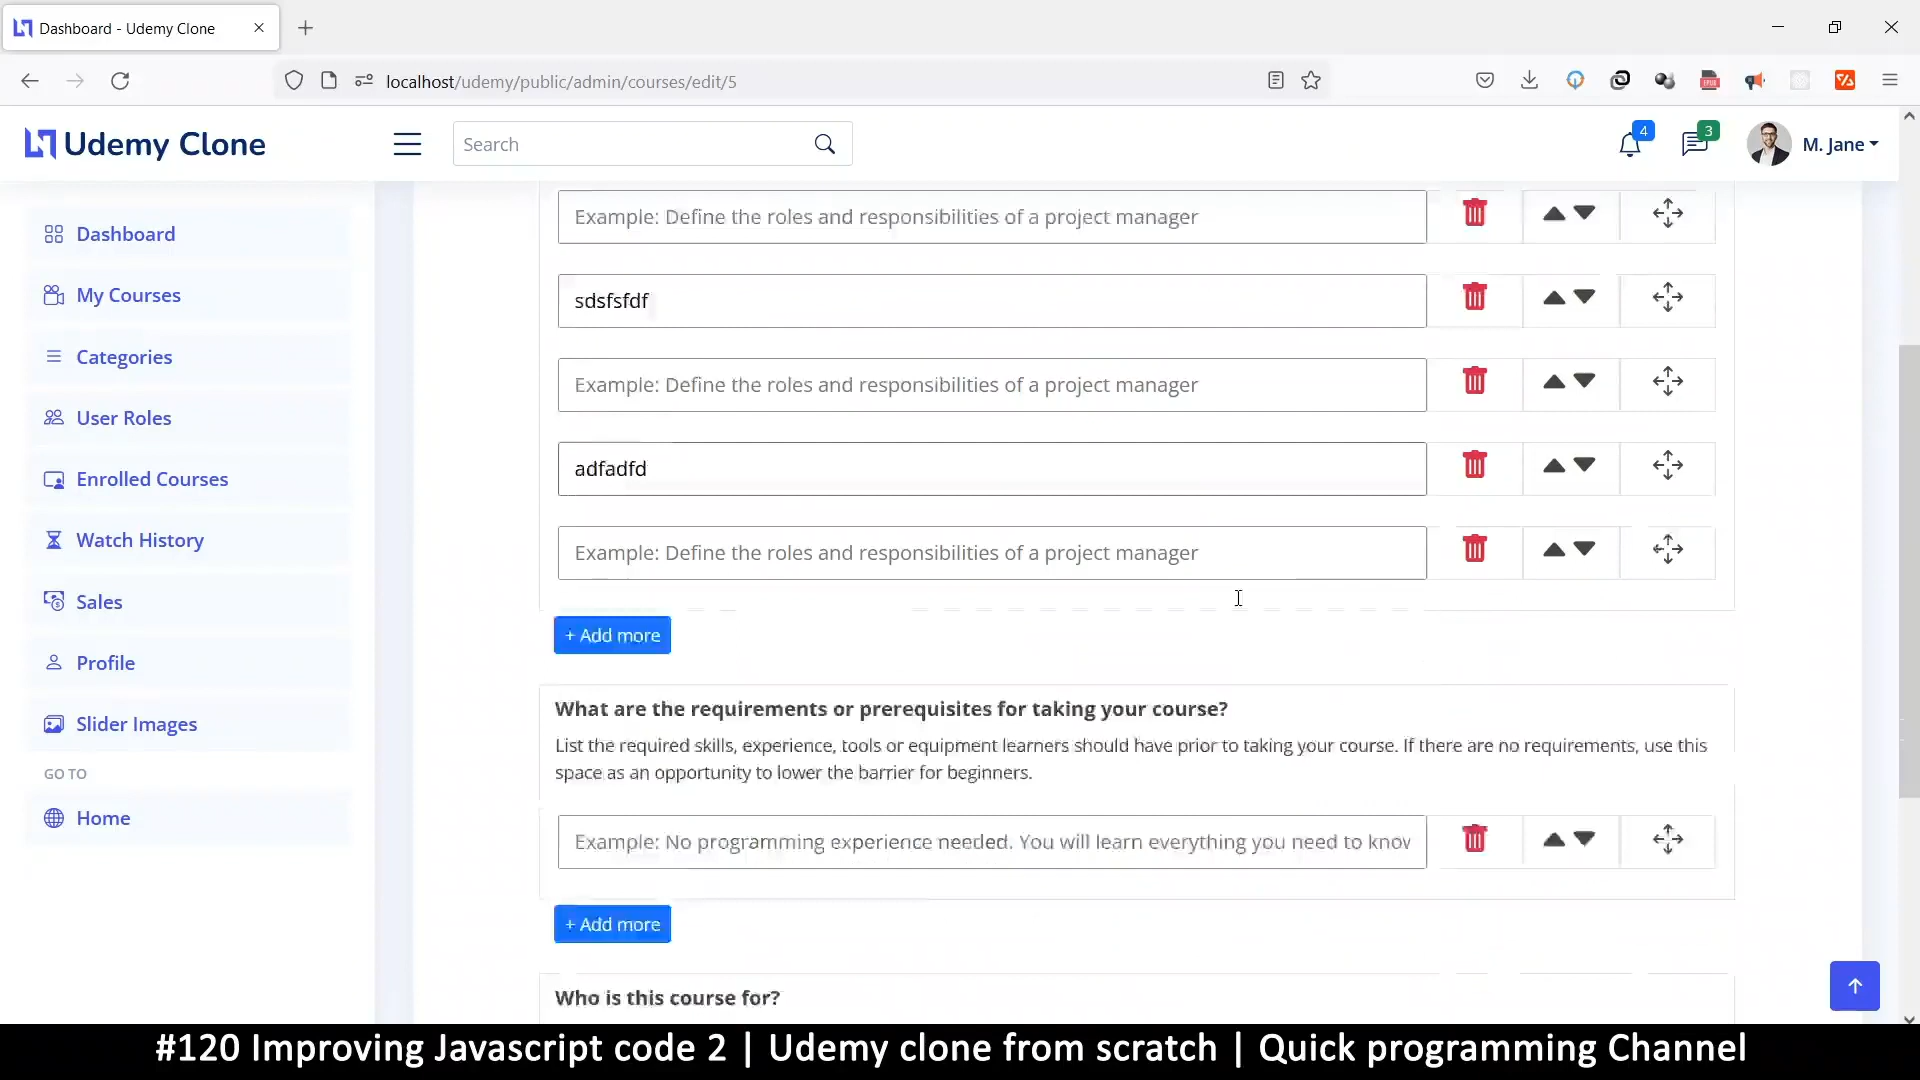 Dashboard - Udemy Clone
localhost/udemy/public/admin/courses/edit/5
Udemy Clone
Search
4
3
M. Jane
Dashboard
My Courses
Categories
User Roles
Enrolled Courses
Watch History
Sales
Profile
Slider Images
GO TO
Home
Example: Define the roles and responsibilities of a project manager
sdsfsfdf
Example: Define the roles and responsibilities of a project manager
adfadfd
Example: Define the roles and responsibilities of a project manager
+ Add more
What are the requirements or prerequisites for taking your course?
List the required skills, experience, tools or equipment learners should have prior to taking your course. If there are no requirements, use this
space as an opportunity to lower the barrier for beginners.
Example: No programming experience needed. You will learn everything you need to know
+ Add more
Who is this course for?
#120 Improving Javascript code 2 | Udemy clone from scratch | Quick programming Channel